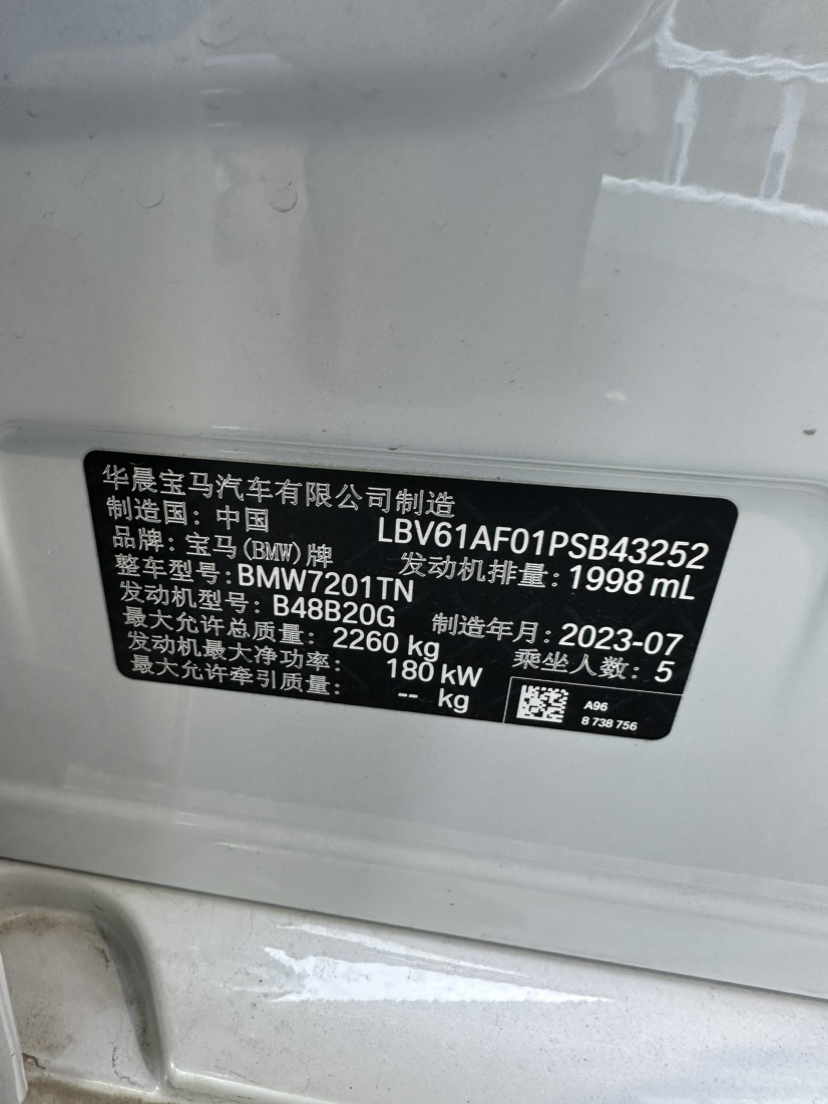 华晨宝马汽车有限公司制造
制造国: 中国 LBV61AF01PSB43252
品牌: 宝马(BMW)牌 发动机排量: 1998 mL
整车型号: BMW7201TN
发动机型号: B48B20G 制造年月: 2023-07
最大允许总质量: 2260 kg 乘坐人数: 5
发动机最大净功率: 180 kW
最大允许牵引质量: -- kg
A96
8 738 756